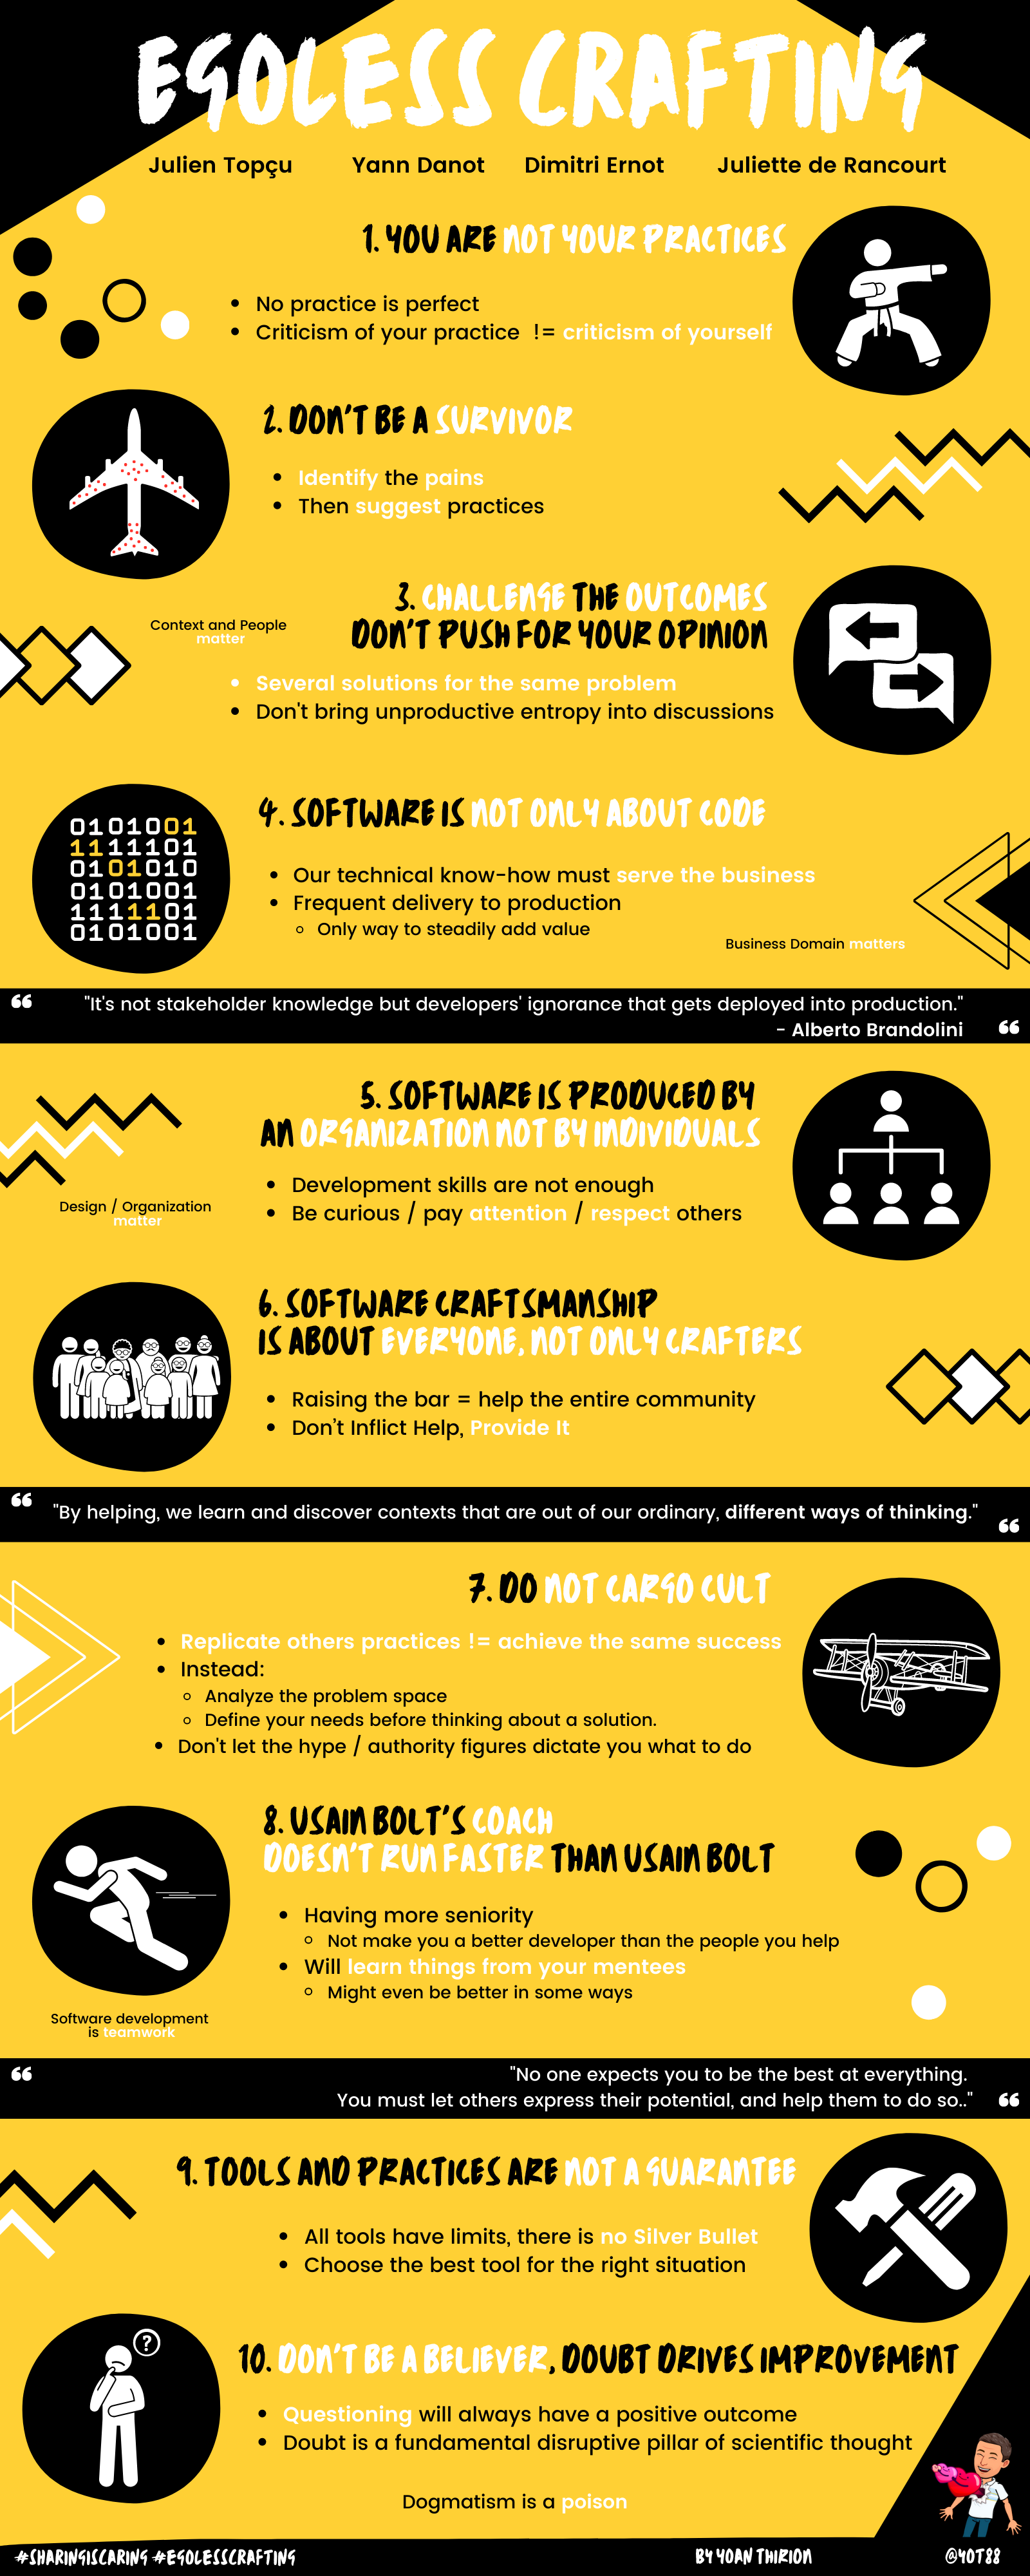 EGOLESS CRAFTING
Julien Topçu Yann Danot Dimitri Ernot Juliette de Rancourt
1. YOU ARE NOT YOUR PRACTICES
• No practice is perfect
• Criticism of your practice != criticism of yourself
2. DON'T BE A SURVIVOR
• Identify the pains
• Then suggest practices
3. CHALLENGE THE OUTCOMES
DON'T PUSH FOR YOUR OPINION
Context and People
matter
• Several solutions for the same problem
• Don't bring unproductive entropy into discussions
01010001
11111101
01010010
01010001
11111101
01010001
4. SOFTWARE IS NOT ONLY ABOUT CODE
• Our technical know-how must serve the business
• Frequent delivery to production
◦ Only way to steadily add value
Business Domain matters
"It's not stakeholder knowledge but developers' ignorance that gets deployed into production."
- Alberto Brandolini
5. SOFTWARE IS PRODUCED BY
AN ORGANIZATION NOT BY INDIVIDUALS
• Development skills are not enough
• Be curious / pay attention / respect others
Design / Organization
matter
6. SOFTWARE CRAFTSMANSHIP
IS ABOUT EVERYONE, NOT ONLY CRAFTERS
• Raising the bar = help the entire community
• Don't Inflict Help, Provide It
"By helping, we learn and discover contexts that are out of our ordinary, different ways of thinking."
7. DO NOT CARGO CULT
• Replicate others practices != achieve the same success
• Instead:
◦ Analyze the problem space
◦ Define your needs before thinking about a solution.
• Don't let the hype / authority figures dictate you what to do
8. USAIN BOLT'S COACH
DOESN'T RUN FASTER THAN USAIN BOLT
• Having more seniority
◦ Not make you a better developer than the people you help
• Will learn things from your mentees
◦ Might even be better in some ways
Software development
is teamwork
"No one expects you to be the best at everything.
You must let others express their potential, and help them to do so.."
9. TOOLS AND PRACTICES ARE NOT A GUARANTEE
• All tools have limits, there is no Silver Bullet
• Choose the best tool for the right situation
?
10. DON'T BE A BELIEVER, DOUBT DRIVES IMPROVEMENT
• Questioning will always have a positive outcome
• Doubt is a fundamental disruptive pillar of scientific thought
Dogmatism is a poison
#SHARINGISCARING #EGOLESSCRAFTING BY YOAN THIRION @YOT88